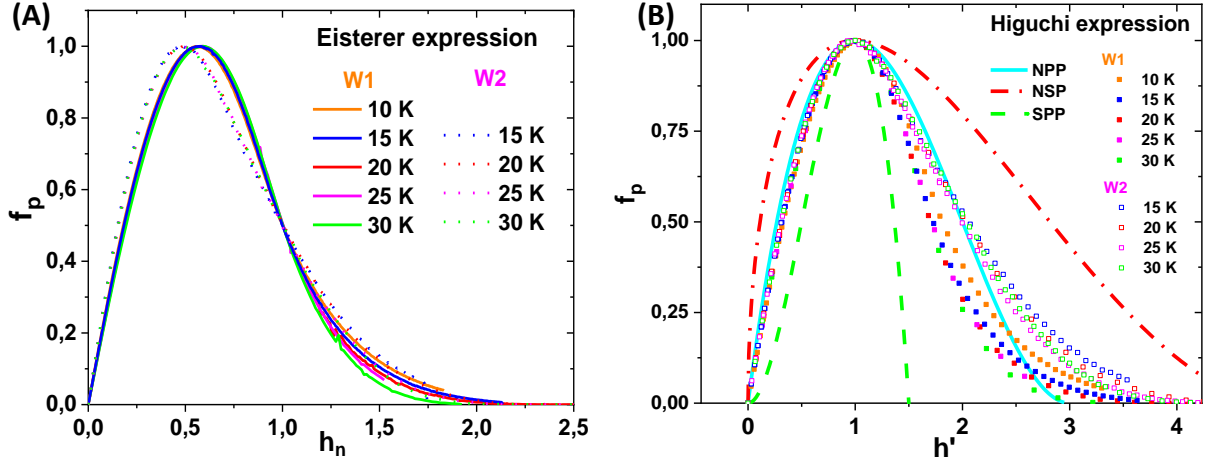 (A)
Eisterer expression
W1 W2
10 K
15 K 15 K
20 K 20 K
25 K 25 K
30 K 30 K
1,0
0,8
0,6
0,4
0,2
0,0
fp
0,0 0,5 1,0 1,5 2,0 2,5
hn
(B)
Higuchi expression
NPP
NSP
SPP
W1
10 K
15 K
20 K
25 K
30 K
W2
15 K
20 K
25 K
30 K
1,00
0,75
0,50
0,25
0,00
fp
0 1 2 3 4
h'